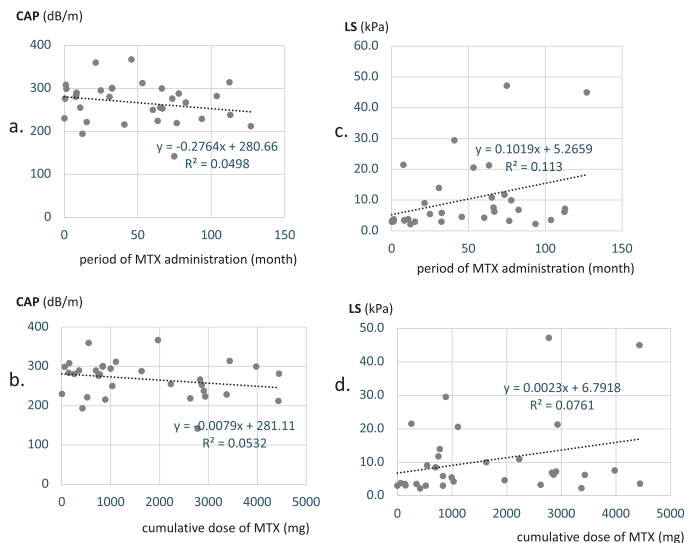 CAP (dB/m)
400
300
a.
200
y = -0.2764x + 280.66
R² = 0.0498
100
0
0 50 100 150
period of MTX administration (month)
LS (kPa)
60.0
50.0
40.0
c.
30.0
y = 0.1019x + 5.2659
R² = 0.113
20.0
10.0
0.0
0 50 100 150
period of MTX administration (month)
CAP (dB/m)
400
300
b.
200
y = -0.0079x + 281.11
R² = 0.0532
100
0
0 1000 2000 3000 4000 5000
cumulative dose of MTX (mg)
LS (kPa)
50.0
40.0
d.
30.0
y = 0.0023x + 6.7918
R² = 0.0761
20.0
10.0
0.0
0 1000 2000 3000 4000 5000
cumulative dose of MTX (mg)